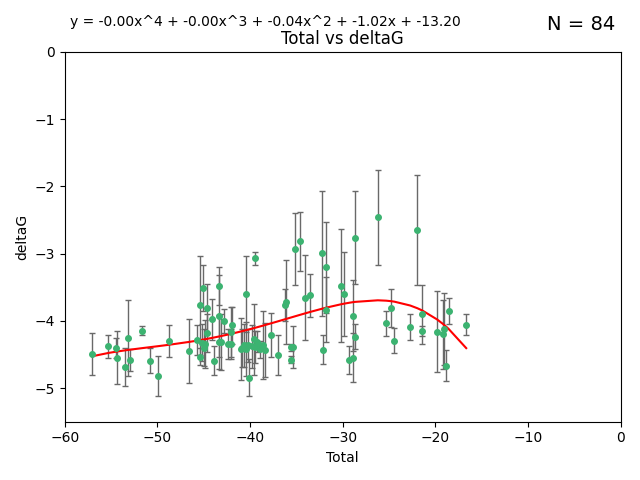 y = -0.00x^4 + -0.00x^3 + -0.04x^2 + -1.02x + -13.20
N = 84
Total vs deltaG
0
−1
−2
−3
−4
−5
deltaG
−60 −50 −40 −30 −20 −10 0
Total